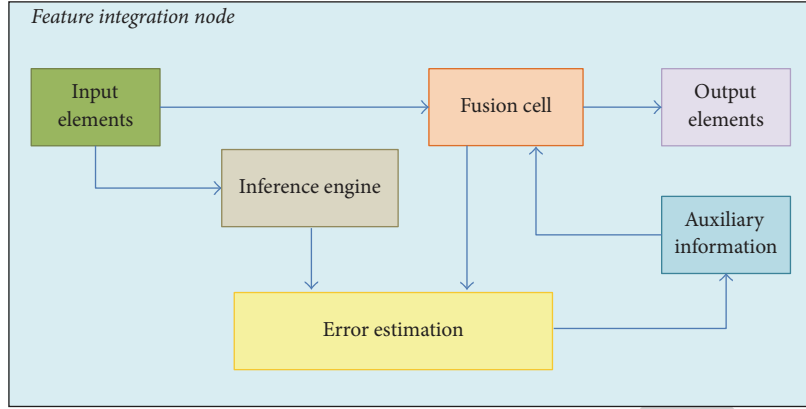 Feature integration node
Input
elements
Fusion cell
Output
elements
Inference engine
Auxiliary
information
Error estimation